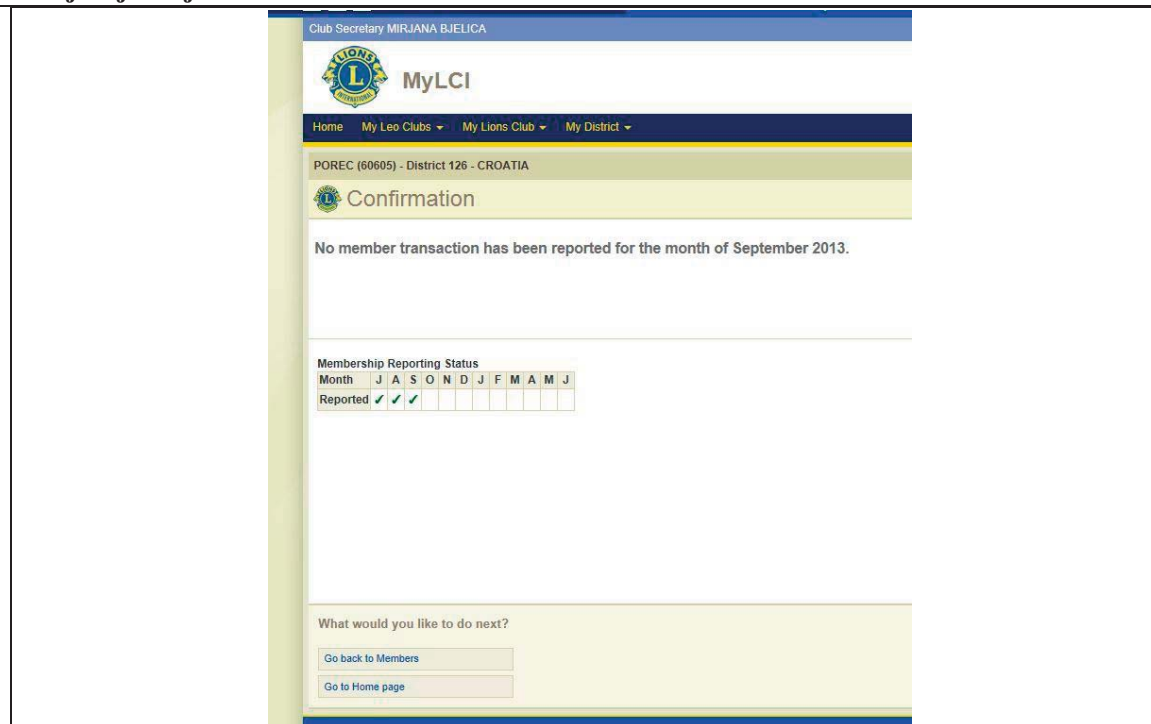 Club Secretary MIRJANA BJELICA
LIONS
L
INTERNATIONAL
MyLCI
Home My Leo Clubs My Lions Club My District
POREC (60605) - District 126 - CROATIA
Confirmation
No member transaction has been reported for the month of September 2013.
Membership Reporting Status
Month J A S O N D J F M A M J
Reported ✓ ✓ ✓
What would you like to do next?
Go back to Members
Go to Home page